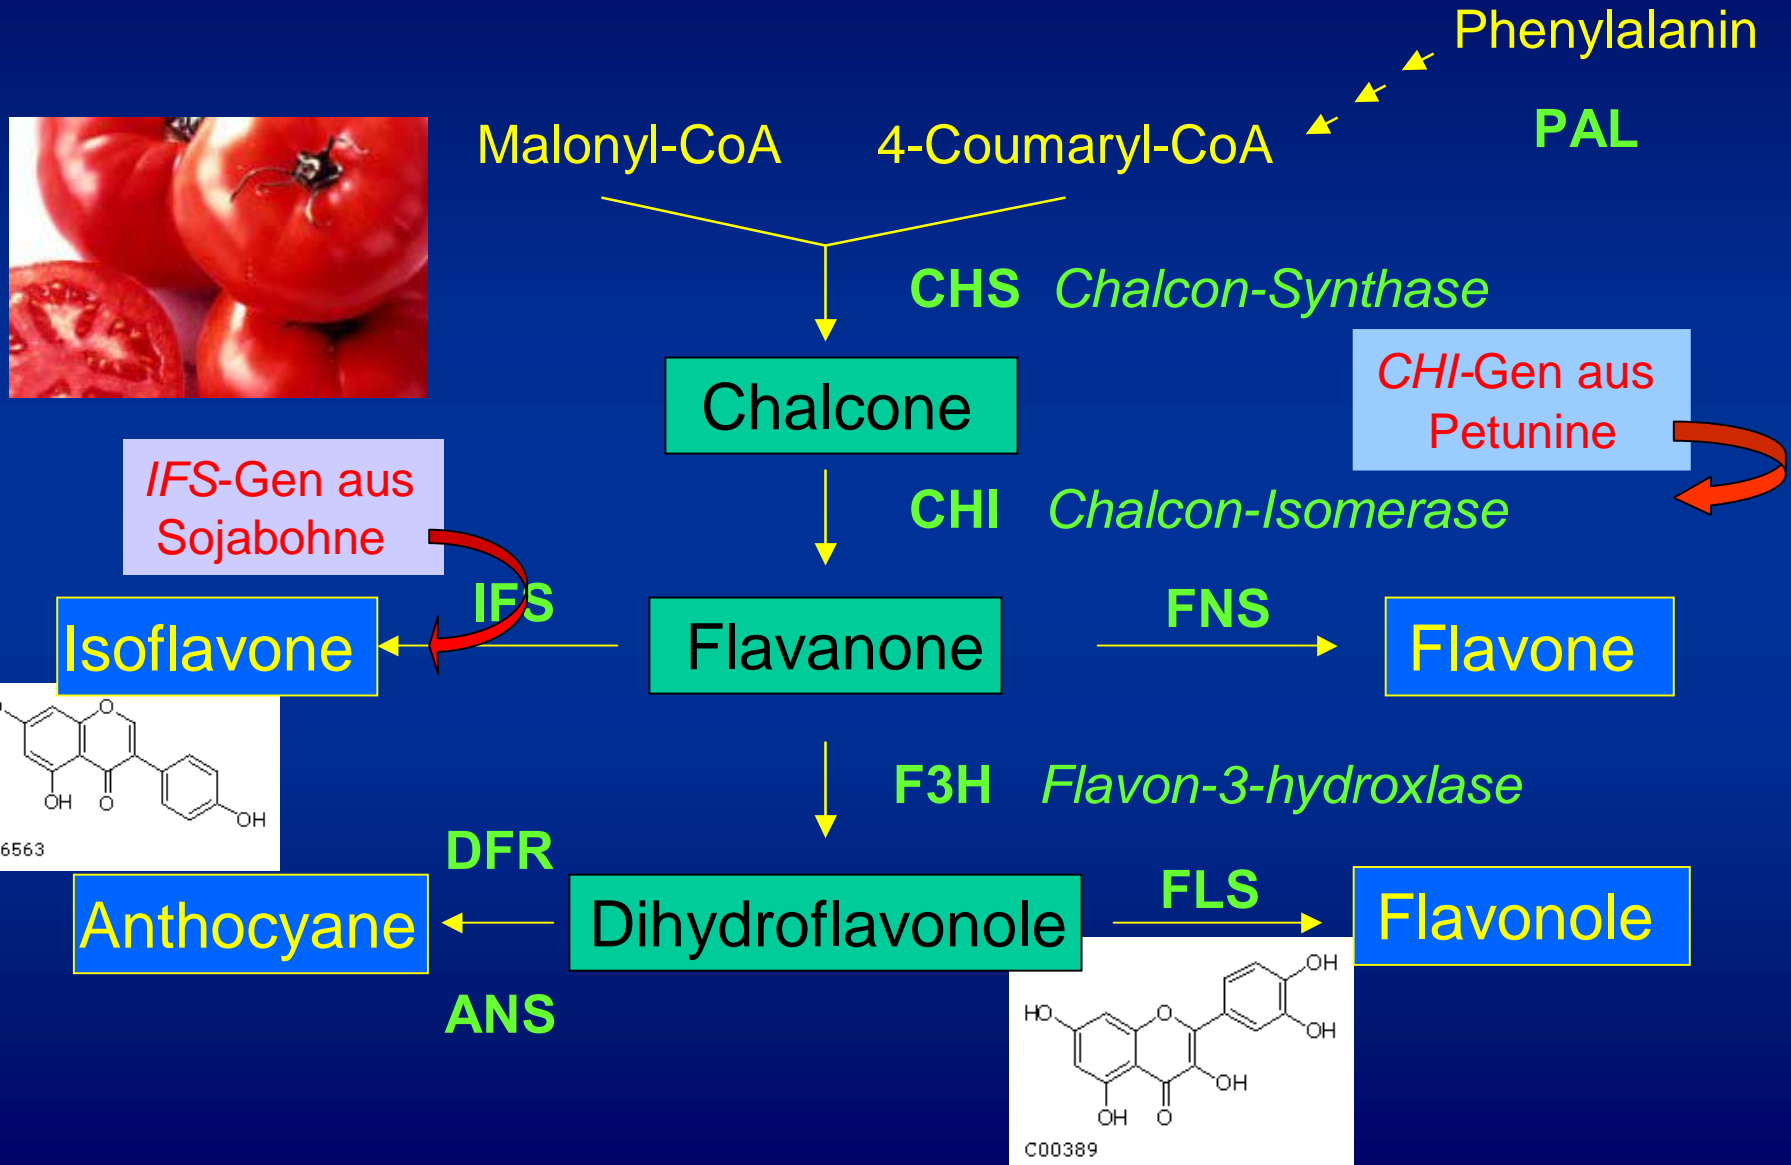 Phenylalanin
PAL
Malonyl-CoA
4-Coumaryl-CoA
CHS Chalcon-Synthase
CHI-Gen aus
Petunine
Chalcone
IFS-Gen aus
Sojabohne
CHI Chalcon-Isomerase
IFS
FNS
Isoflavone
Flavanone
Flavone
O
O
OH
O
OH
6563
F3H Flavon-3-hydroxlase
DFR
FLS
Anthocyane
Dihydroflavonole
Flavonole
ANS
OH
HO
O
OH
OH
OH
O
C00389